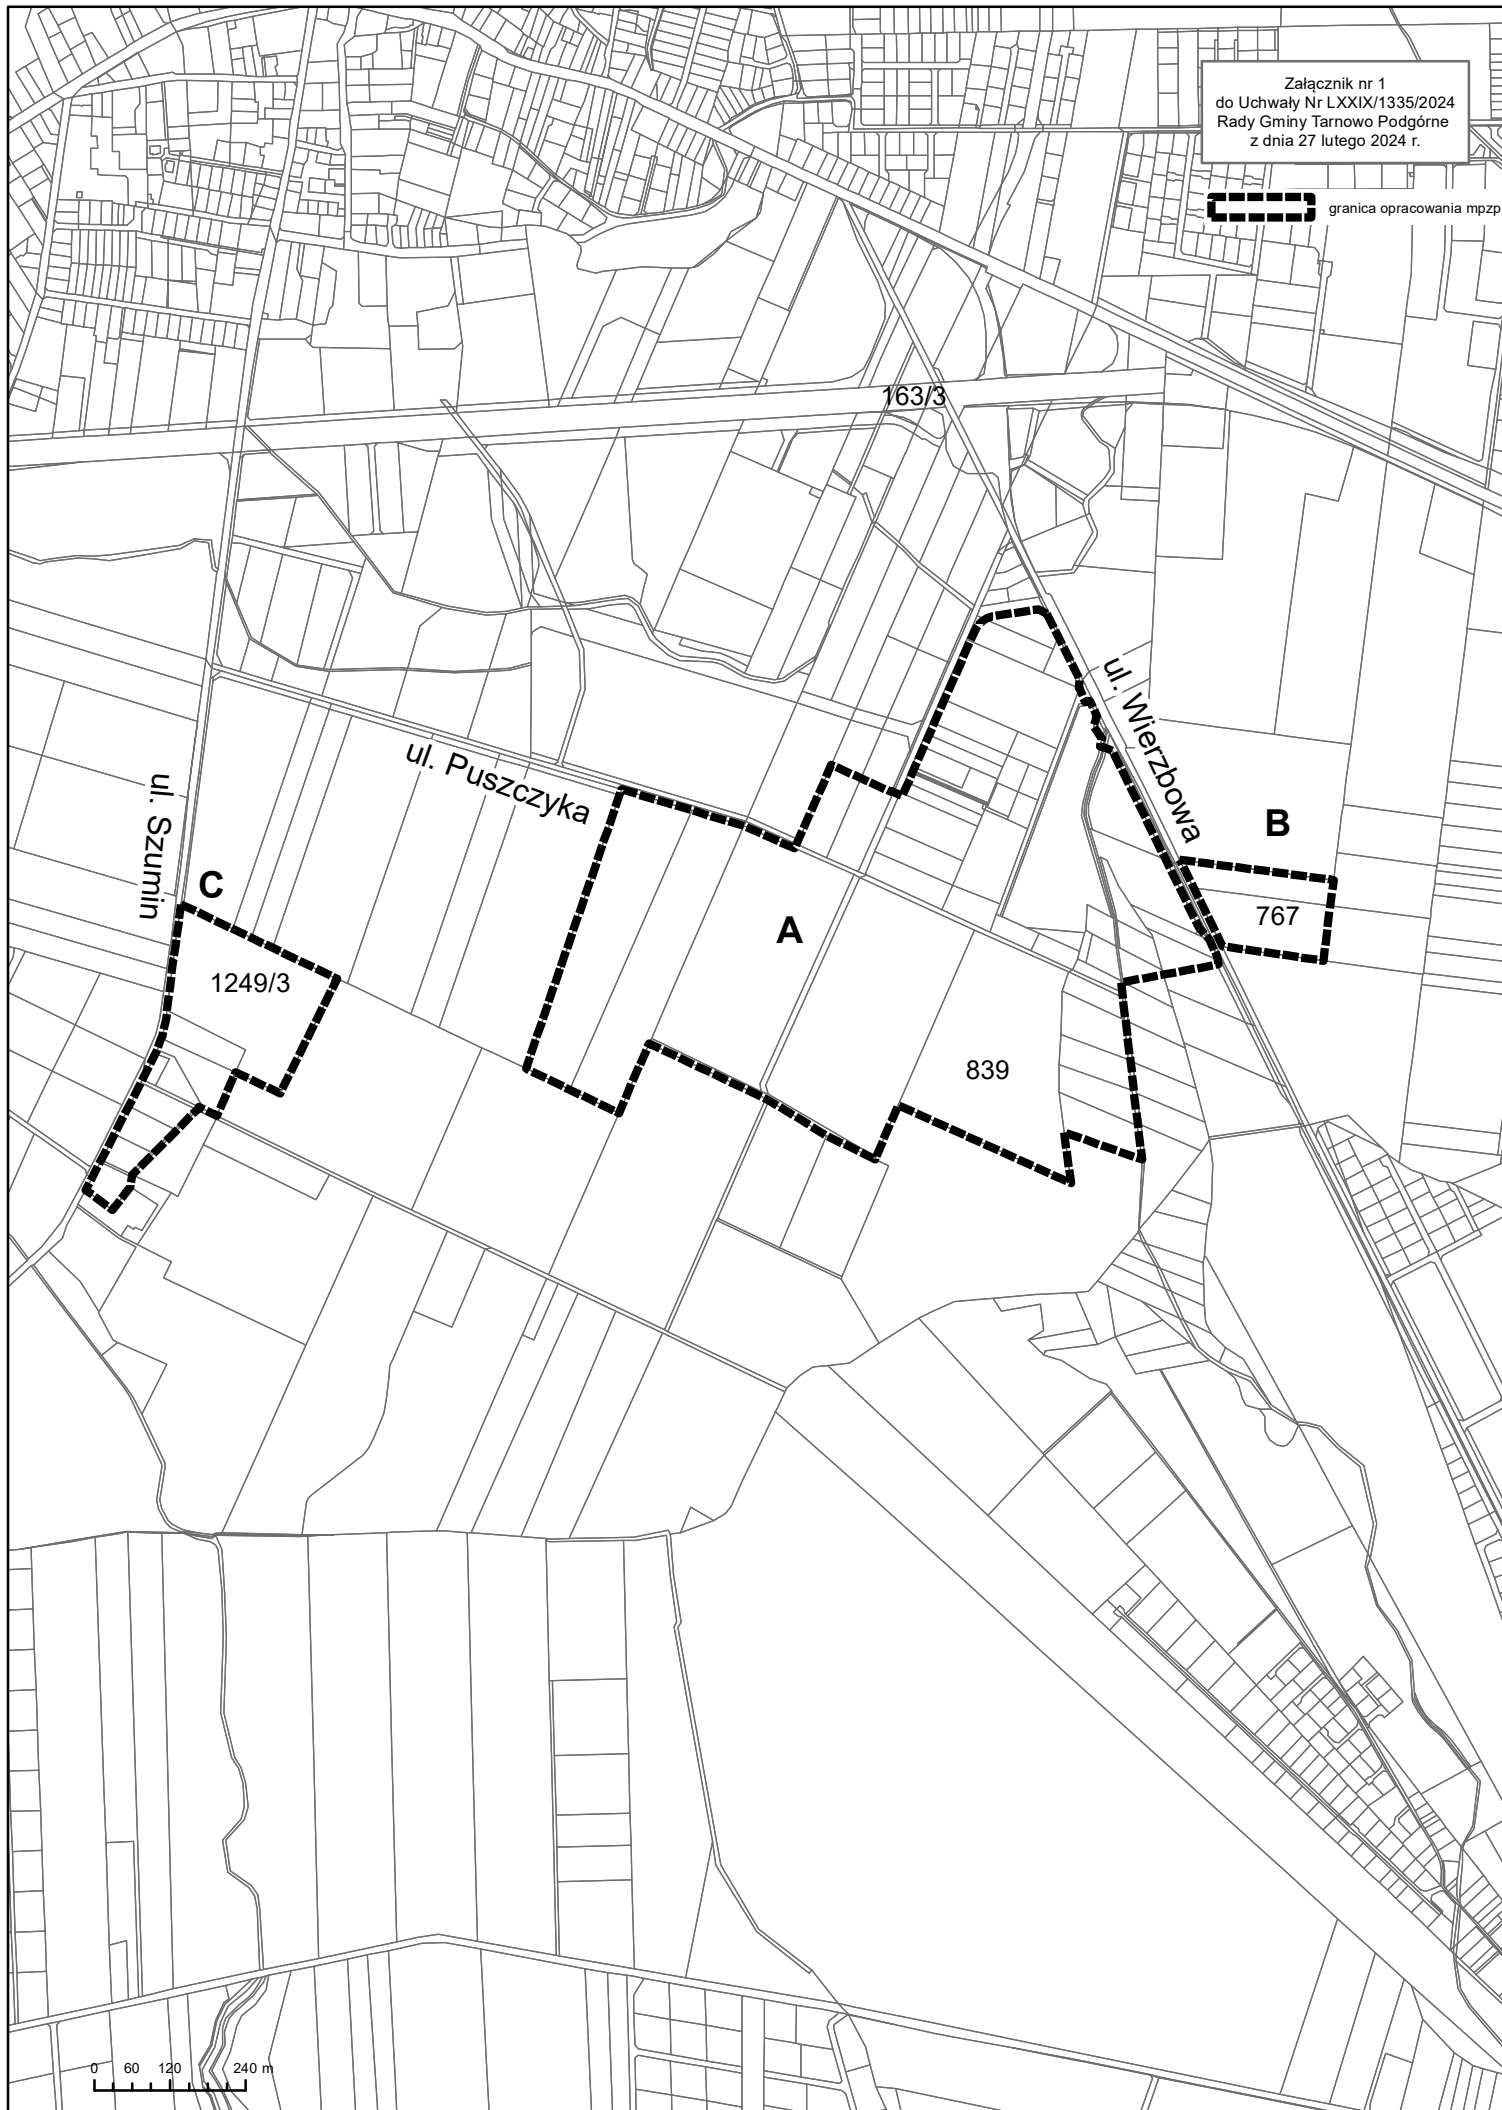 Załącznik nr 1
do Uchwały Nr LXXIX/1335/2024
Rady Gminy Tarnowo Podgórne
z dnia 27 lutego 2024 r.
granica opracowania mpzp
163/3
ul. Wierzbowa
ul. Puszczyka
ul. Szumin
B
767
C
A
1249/3
839
0 60 120 240 m